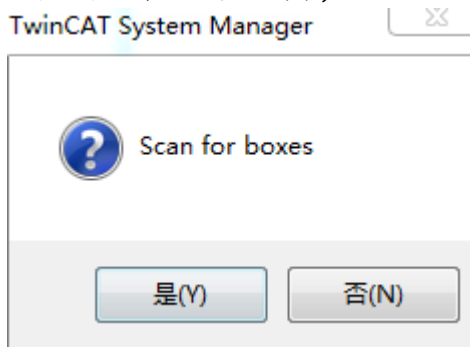 TwinCAT System Manager
Scan for boxes
是(Y)
否(N)